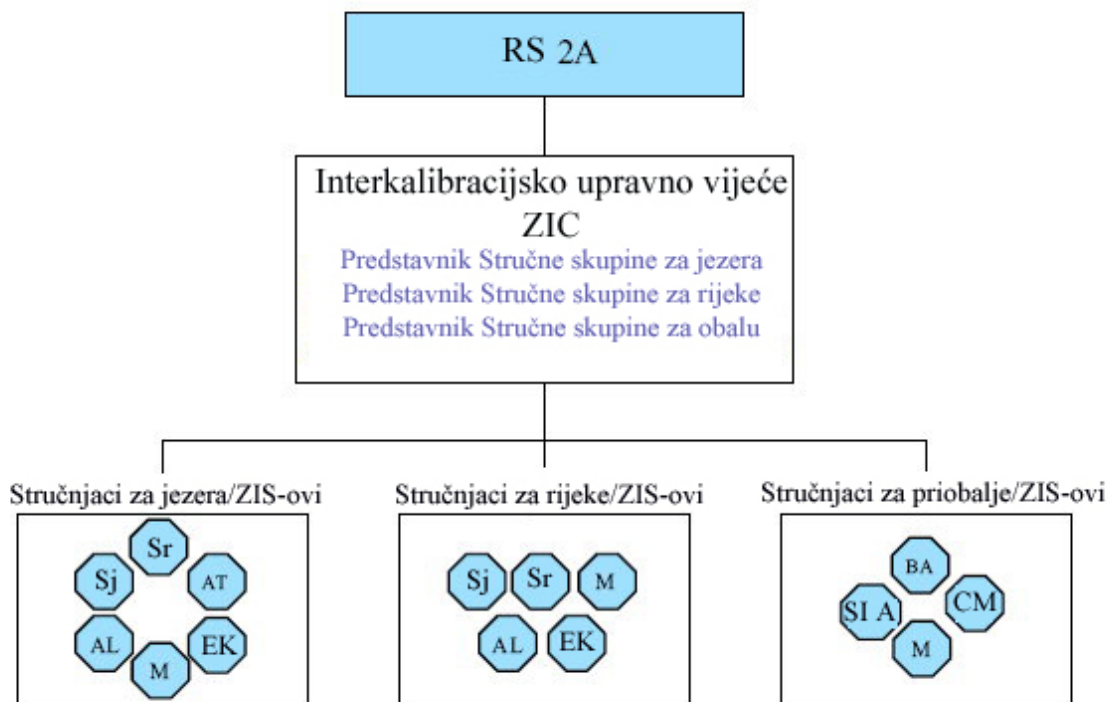 RS 2A
Interkalibracijsko upravno vijeće
ZIC
Predstavnik Stručne skupine za jezera
Predstavnik Stručne skupine za rijeke
Predstavnik Stručne skupine za obalu
Stručnjaci za jezera/ZIS-ovi
Sr
Sj
AT
AL
EK
M
Stručnjaci za rijeke/ZIS-ovi
Sj
Sr
M
AL
EK
Stručnjaci za priobalje/ZIS-ovi
BA
SI A
CM
M